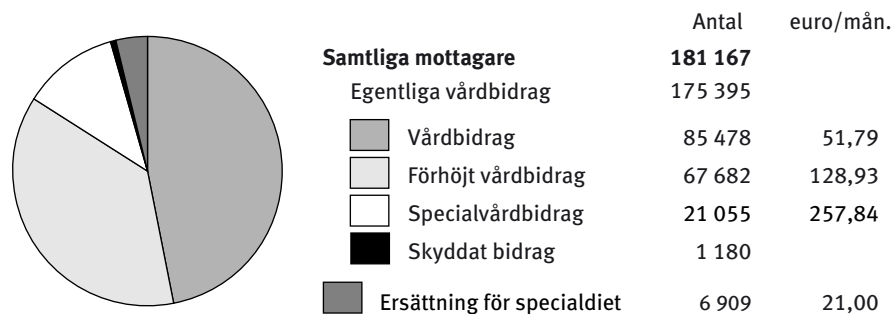 Antal euro/mån.
Samtliga mottagare 181 167
Egentliga vårdbidrag 175 395
Vårdbidrag 85 478 51,79
Förhöjt vårdbidrag 67 682 128,93
Specialvårdbidrag 21 055 257,84
Skyddat bidrag 1 180
Ersättning för specialdiet 6 909 21,00